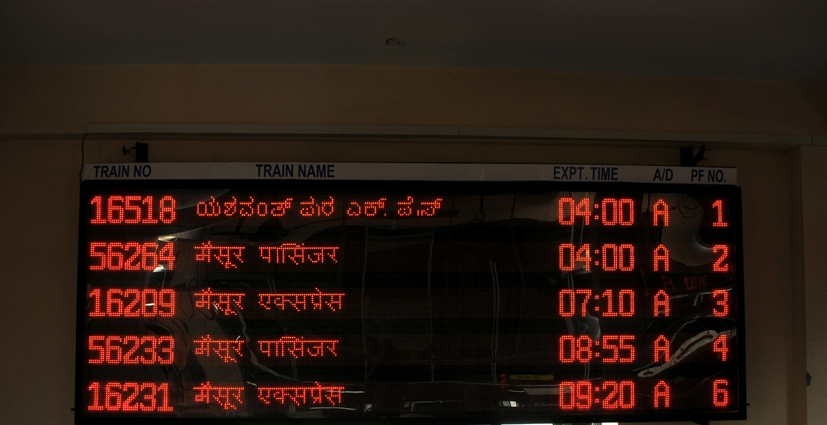 TRAIN NO TRAIN NAME EXPT. TIME A/D PF NO.
16518 ಯಶವಂತ್ ಪುರ ಎಕ್. ಪ್ರೆಸ್ 04:00 A 1
56264 मैसूर पासिंजर 04:00 A 2
16209 मैसूर एक्सप्रेस 07:10 A 3
56233 मैसूर पासिंजर 08:55 A 4
16231 मैसूर एक्सप्रेस 09:20 A 6